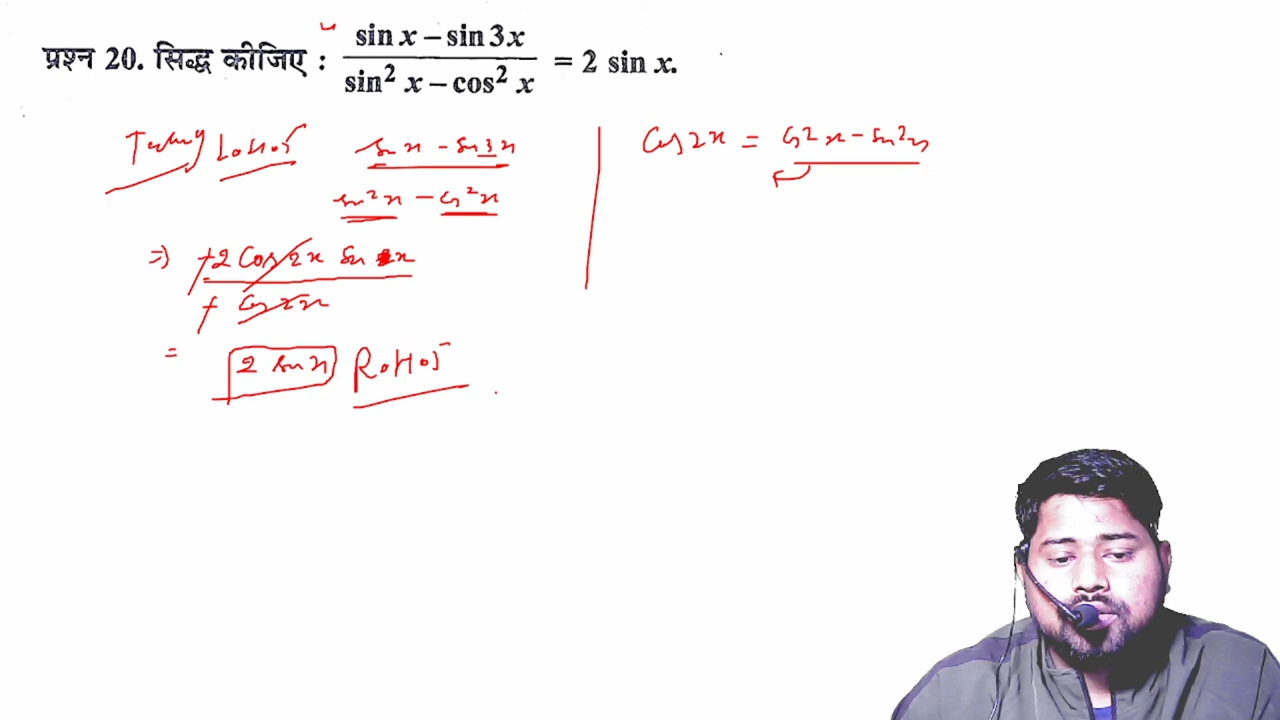 प्रश्न 20. सिद्ध कीजिए : sin x – sin 3x / sin² x – cos² x = 2 sin x.
Taking L.H.S
sin x - sin 3x
sin²x - cos²x
cos 2x = cos²x - sin²x
=) +2 cos 2x sin x
+ cos 2x
= 2 sin x R.H.S